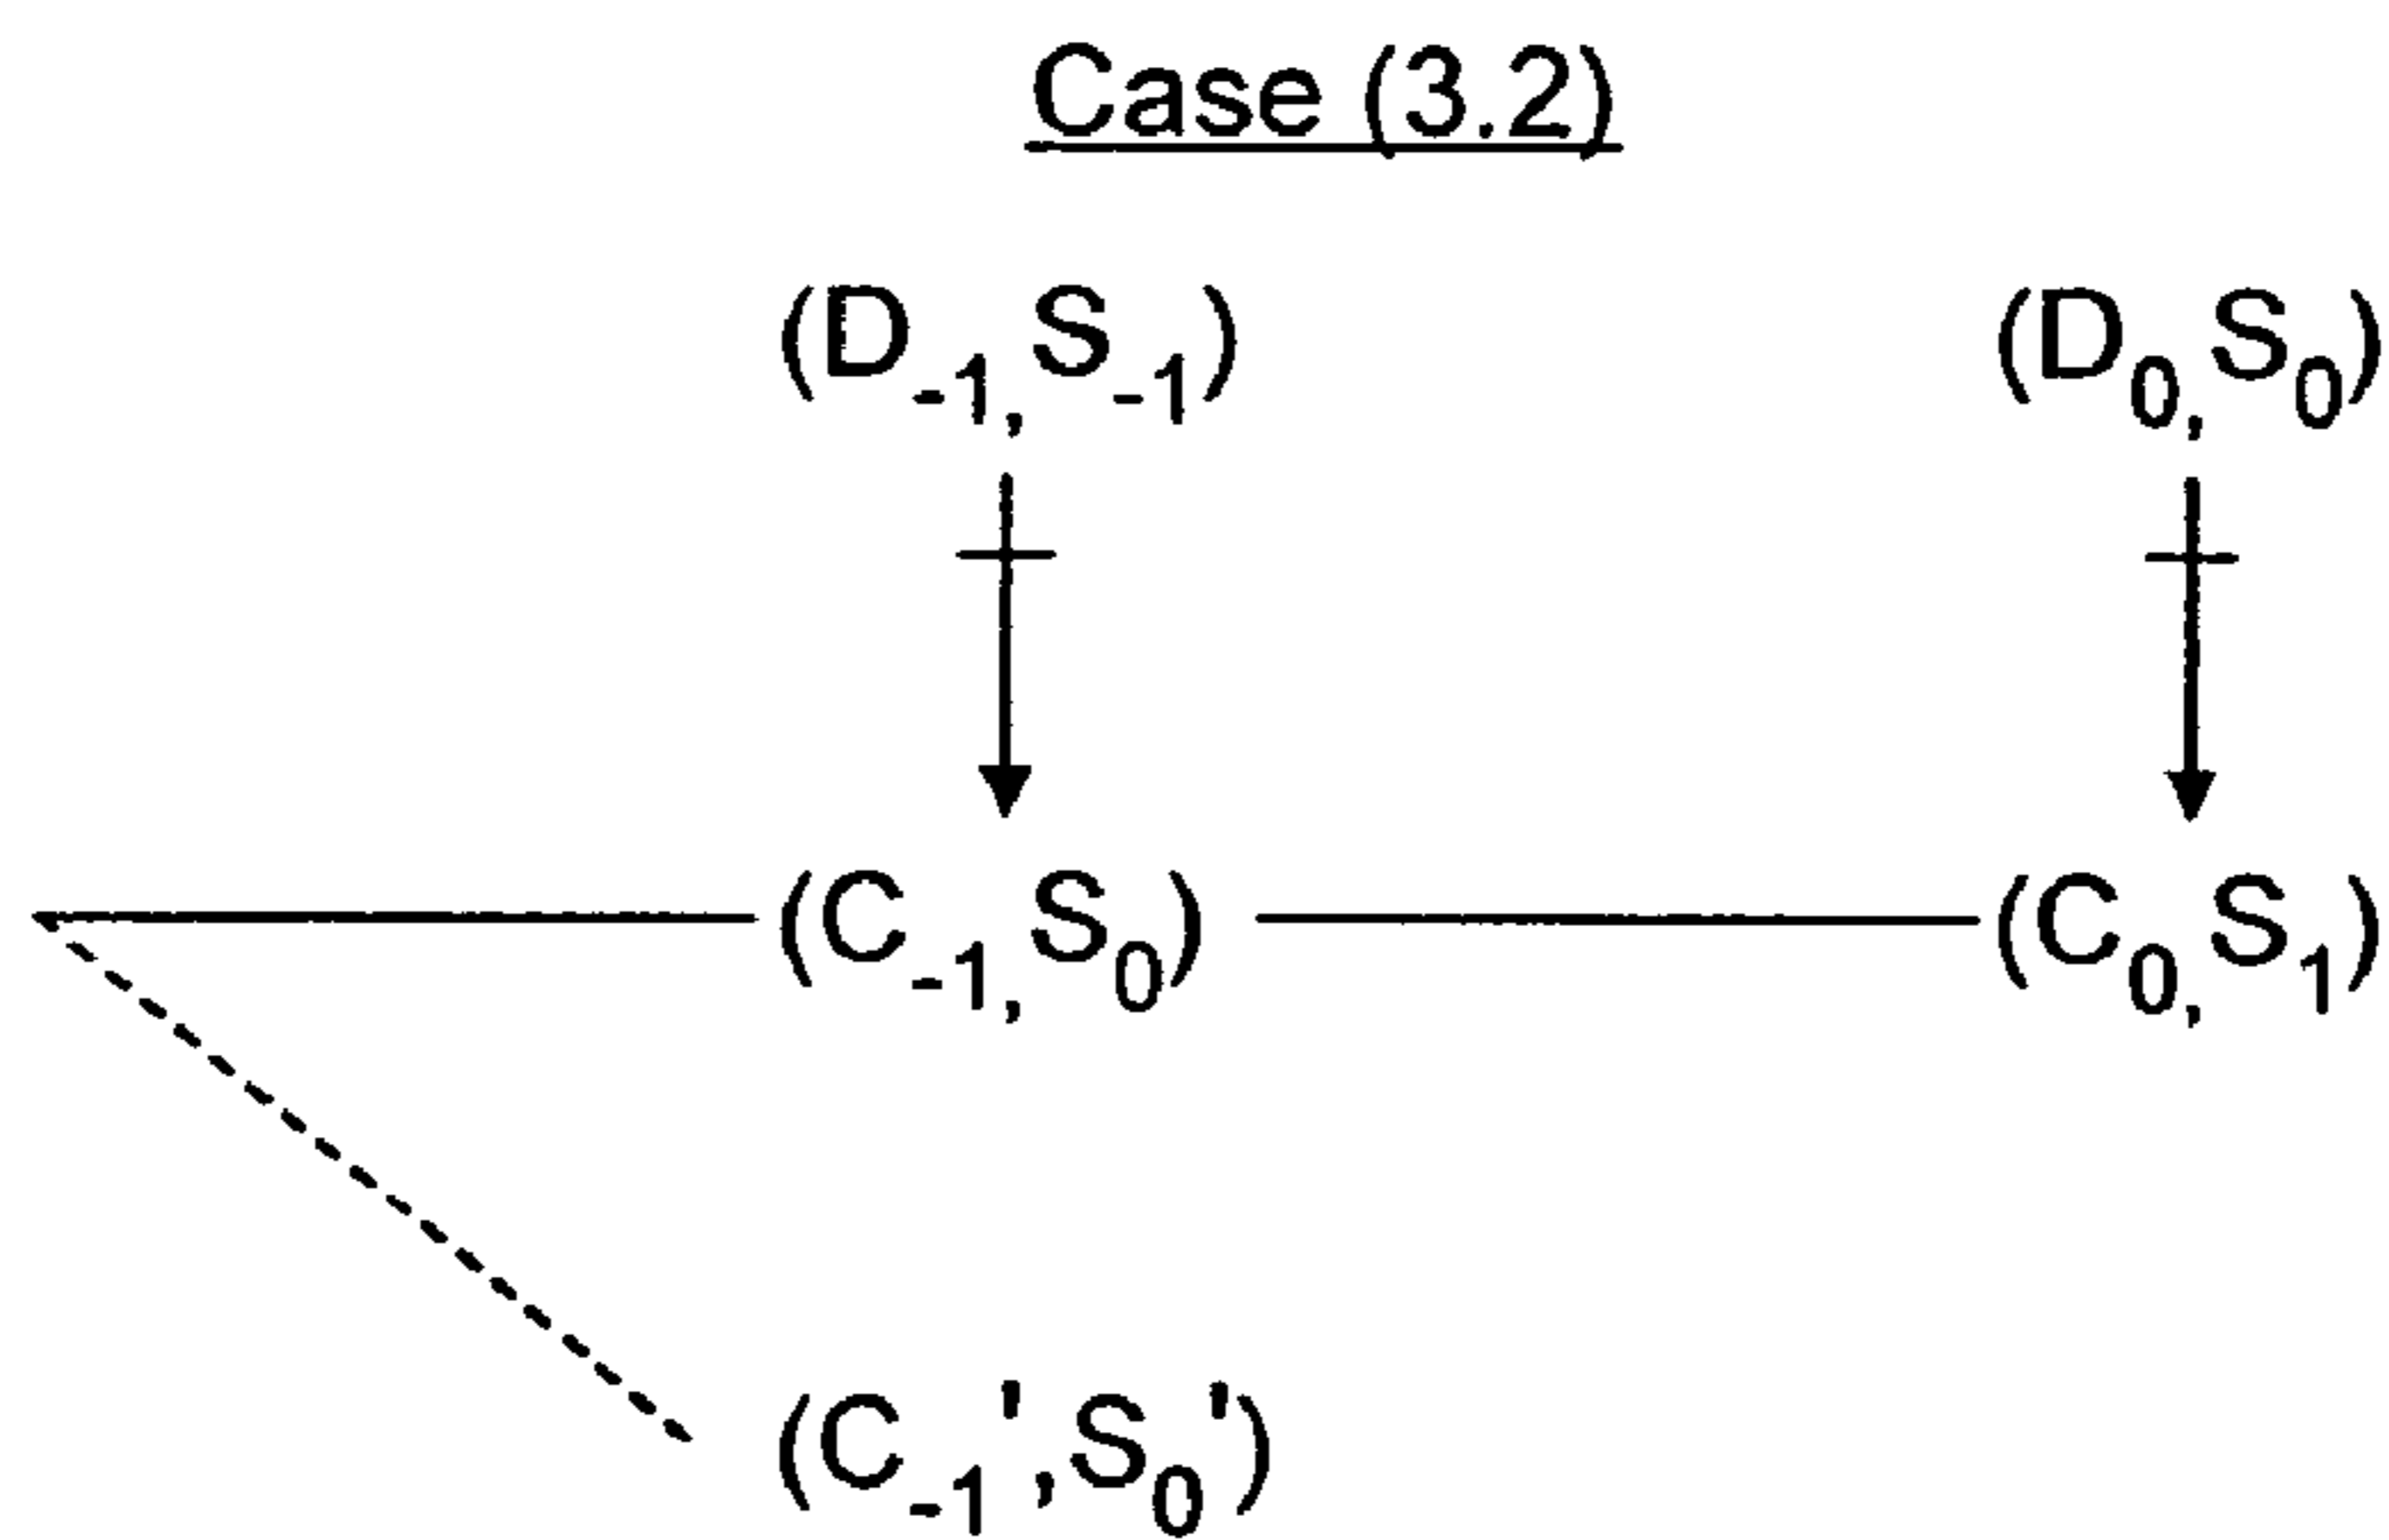 Case (3.2)
(D₋₁, S₋₁) (D₀, S₀)
(C₋₁, S₀) (C₀, S₁)
(C₋₁', S₀')